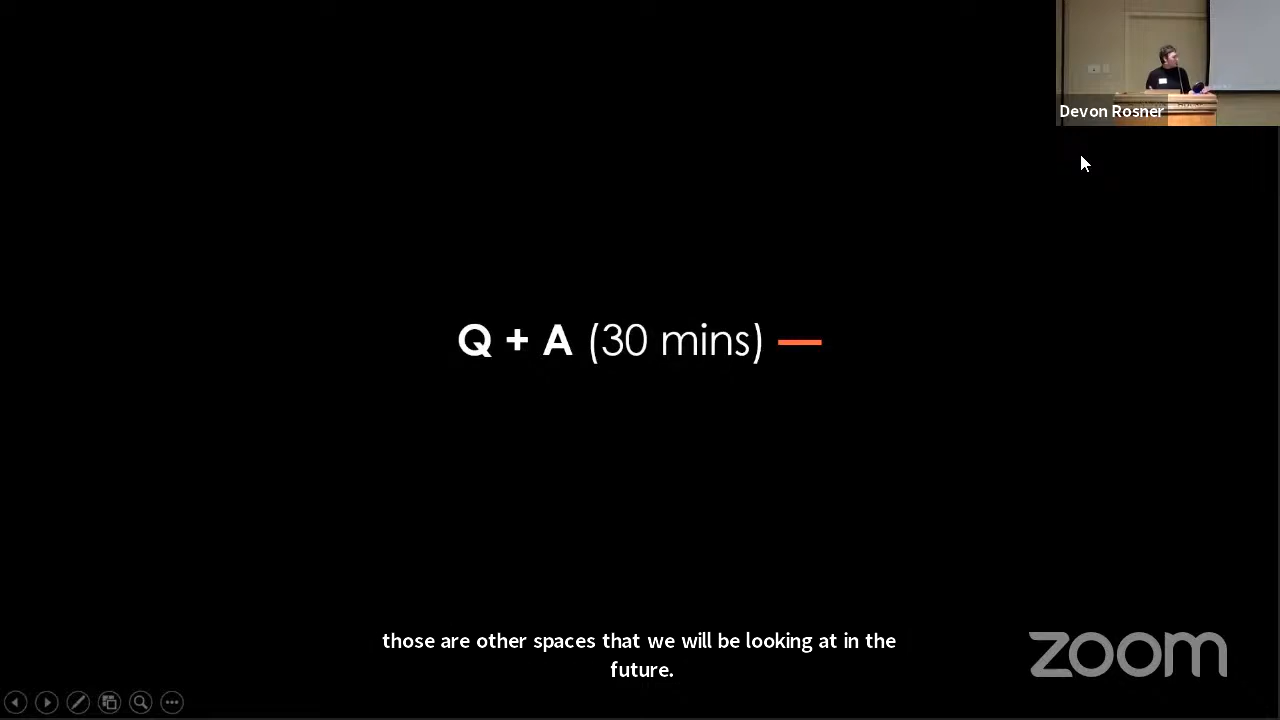 Devon Rosner
Q + A (30 mins) —
those are other spaces that we will be looking at in the
future.
zoom